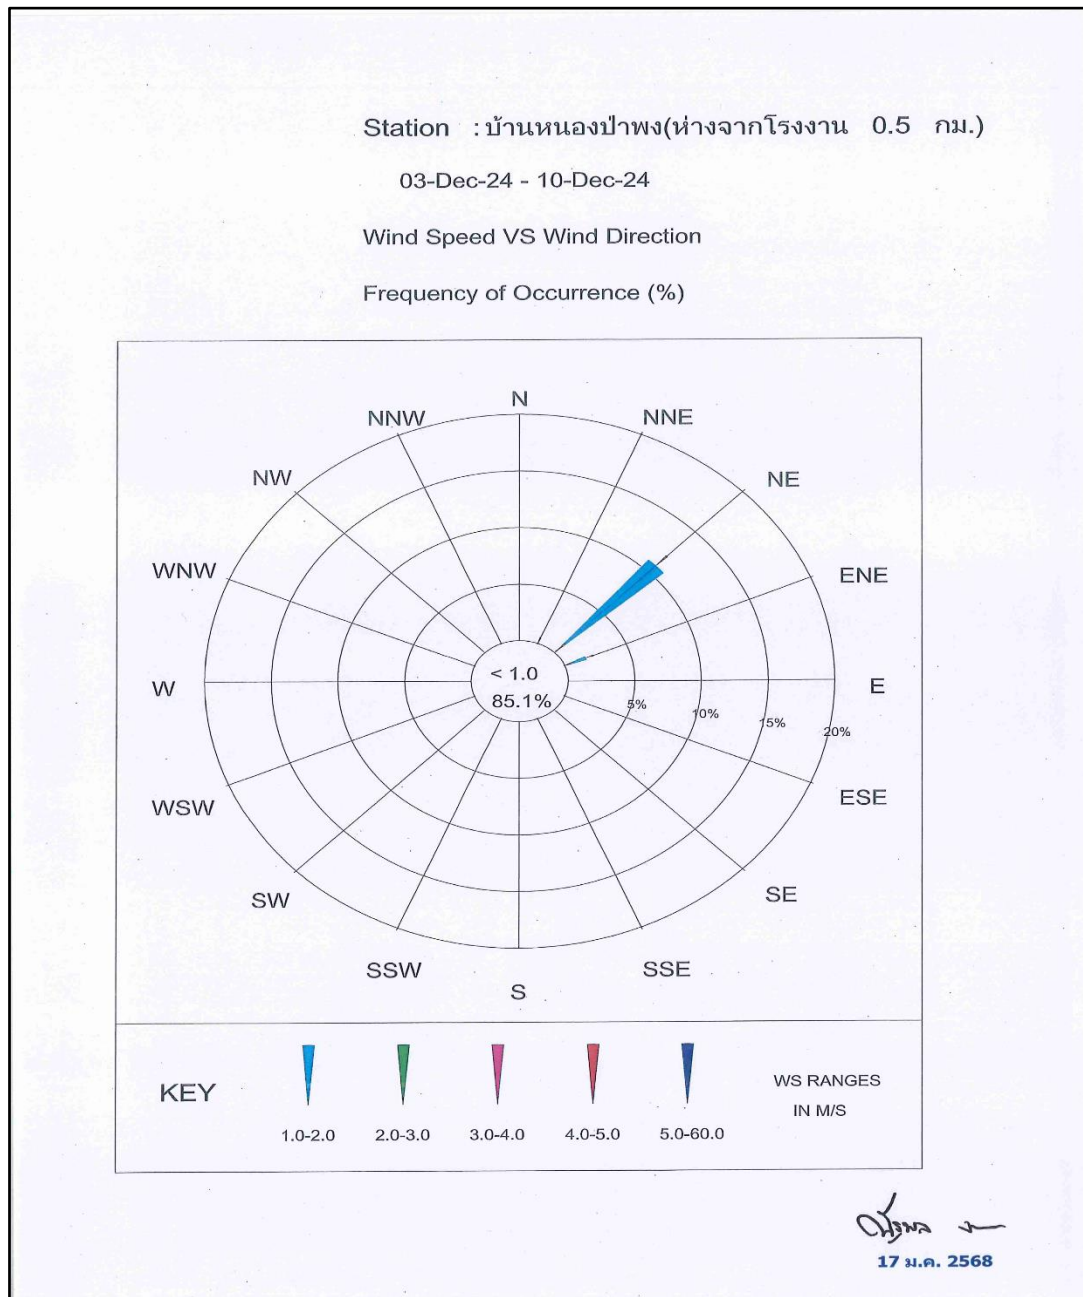 Station : บ้านหนองป่าพง(ห่างจากโรงงาน 0.5 กม.)
03-Dec-24 - 10-Dec-24
Wind Speed VS Wind Direction
Frequency of Occurrence (%)
N
NNW
NNE
NW
NE
WNW
ENE
< 1.0
W
E
85.1%
5%
10%
15%
20%
WSW
ESE
SW
SE
SSW
SSE
S
KEY
WS RANGES
IN M/S
1.0-2.0 2.0-3.0 3.0-4.0 4.0-5.0 5.0-60.0
17 ม.ค. 2568